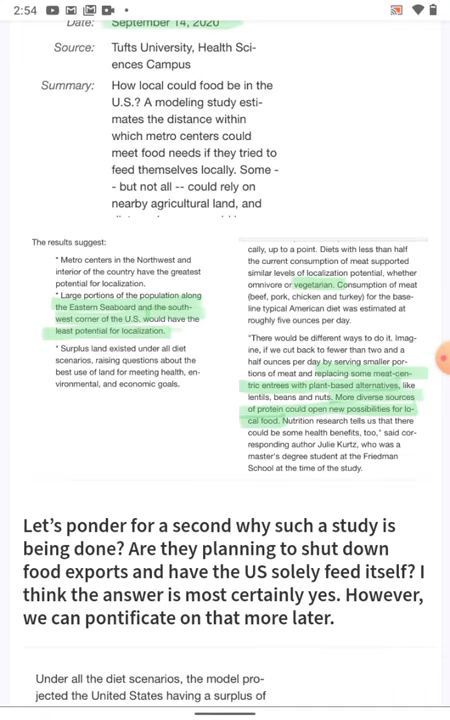 2:54
Date: September 14, 2020
Source: Tufts University, Health Sci-
ences Campus
Summary: How local could food be in the
U.S.? A modeling study esti-
mates the distance within
which metro centers could
meet food needs if they tried to
feed themselves locally. Some -
- but not all -- could rely on
nearby agricultural land, and
The results suggest:
* Metro centers in the Northwest and
interior of the country have the greatest
potential for localization.
* Large portions of the population along
the Eastern Seaboard and the south-
west corner of the U.S. would have the
least potential for localization.
* Surplus land existed under all diet
scenarios, raising questions about the
best use of land for meeting health, en-
vironmental, and economic goals.
cally, up to a point. Diets with less than half
the current consumption of meat supported
similar levels of localization potential, whether
omnivore or vegetarian. Consumption of meat
(beef, pork, chicken and turkey) for the base-
line typical American diet was estimated at
roughly five ounces per day.
"There would be different ways to do it. Imag-
ine, if we cut back to fewer than two and a
half ounces per day by serving smaller por-
tions of meat and replacing some meat-cen-
tric entrees with plant-based alternatives, like
lentils, beans and nuts. More diverse sources
of protein could open new possibilities for lo-
cal food. Nutrition research tells us that there
could be some health benefits, too," said cor-
responding author Julie Kurtz, who was a
master's degree student at the Friedman
School at the time of the study.
Let's ponder for a second why such a study is
being done? Are they planning to shut down
food exports and have the US solely feed itself? I
think the answer is most certainly yes. However,
we can pontificate on that more later.
Under all the diet scenarios, the model pro-
jected the United States having a surplus of